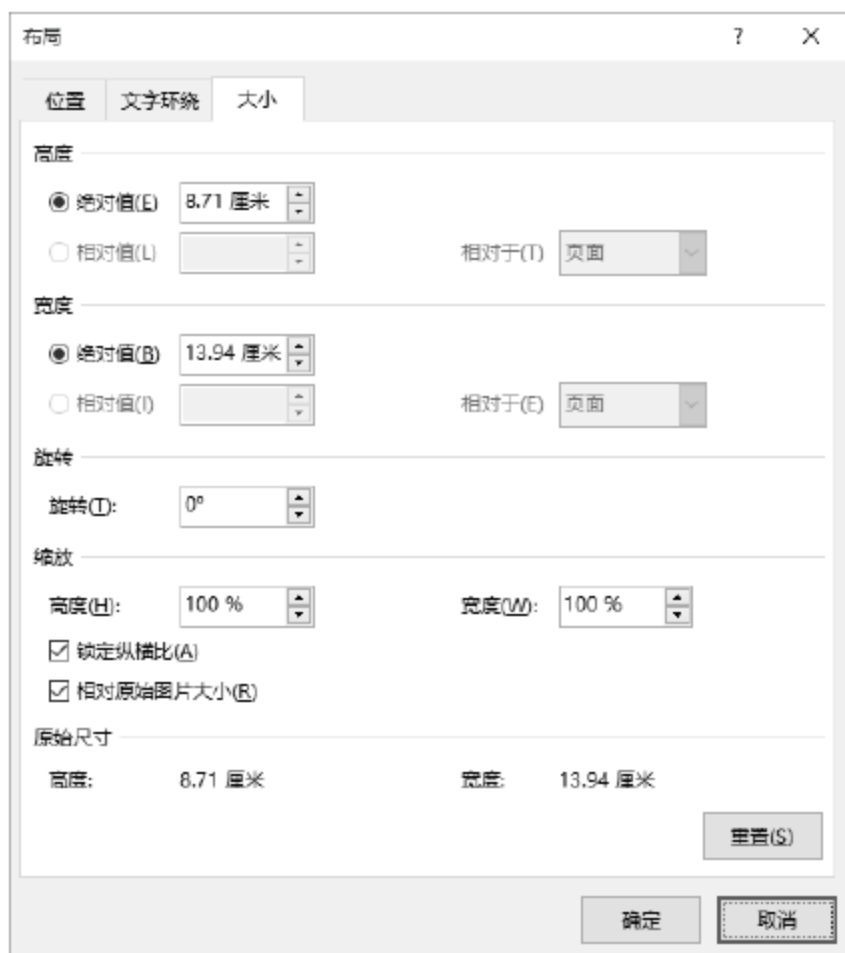 布局 ? X
位置 文字环绕 大小
高度
绝对值(E) 8.71 厘米
相对值(L) 相对于(T) 页面
宽度
绝对值(B) 13.94 厘米
相对值(I) 相对于(E) 页面
旋转
旋转(T): 0°
缩放
高度(H): 100 % 宽度(W): 100 %
锁定纵横比(A)
相对原始图片大小(R)
原始尺寸
高度: 8.71 厘米 宽度: 13.94 厘米
重置(S)
确定 取消